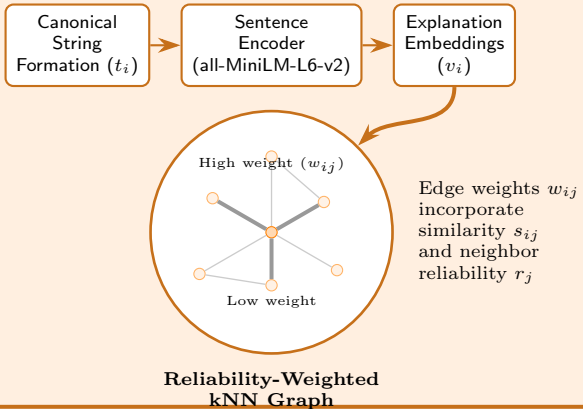 Canonical
String
Formation (tᵢ)
Sentence
Encoder
(all-MiniLM-L6-v2)
Explanation
Embeddings
(vᵢ)
High weight (wᵢⱼ)
Low weight
Edge weights wᵢⱼ
incorporate
similarity sᵢⱼ
and neighbor
reliability rⱼ
Reliability-Weighted
kNN Graph